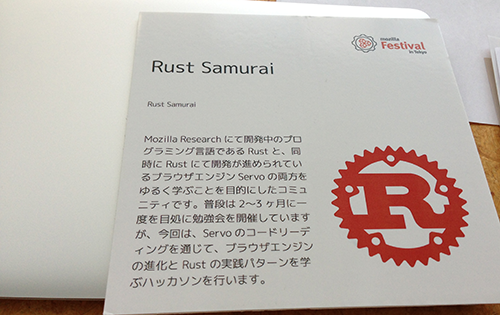 mozilla
Festival
in Tokyo
Rust Samurai
Rust Samurai
Mozilla Research にて開発中のプロ
グラミング言語である Rust と、同
時に Rust にて開発が進められてい
るブラウザエンジン Servo の両方を
ゆるく学ぶことを目的にしたコミュ
ニティです。普段は 2〜3 ヶ月に一
度を目処に勉強会を開催しています
が、今回は、Servo のコードリーデ
ィングを通じて、ブラウザエンジン
の進化と Rust の実践パターンを学
ぶハッカソンを行います。
R